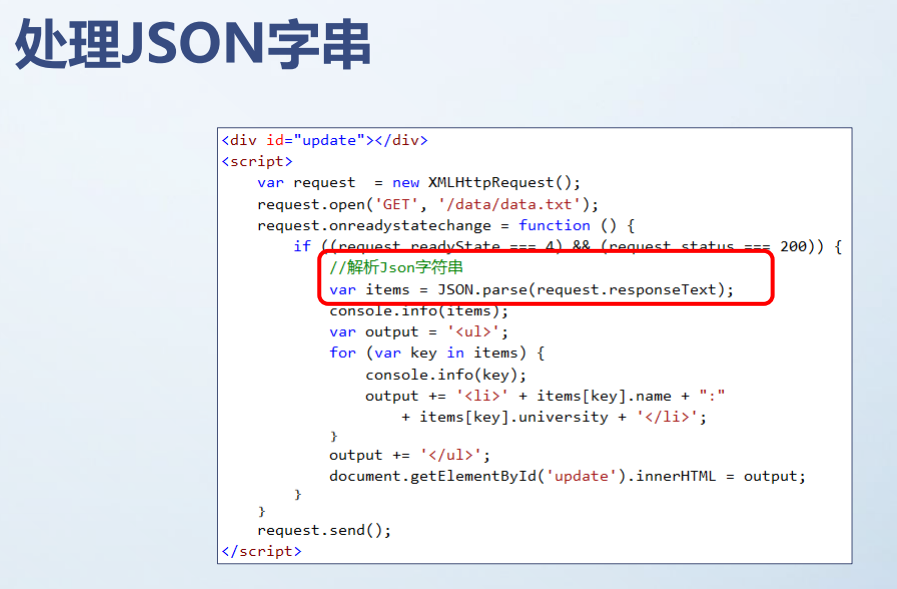 处理JSON字串
<div id="update"></div>
<script>
var request  = new XMLHttpRequest();
request.open('GET', '/data/data.txt');
request.onreadystatechange = function () {
if ((request.readyState === 4) && (request.status === 200)) {
//解析Json字符串
var items = JSON.parse(request.responseText);
console.info(items);
var output = '<ul>';
for (var key in items) {
console.info(key);
output += '<li>' + items[key].name + ":"
+ items[key].university + '</li>';
}
output += '</ul>';
document.getElementById('update').innerHTML = output;
}
}
request.send();
</script>